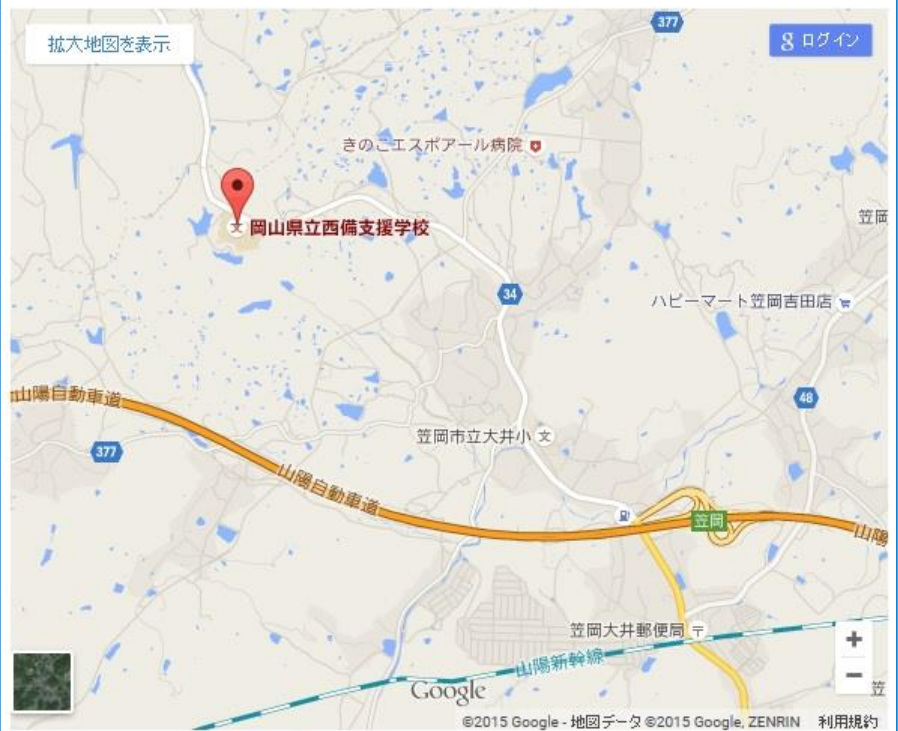 377
拡大地図を表示
g ログイン
きのこエスポアール病院
岡山県立西備支援学校
笠岡
34
ハピーマート笠岡吉田店
山陽自動車道
48
377
笠岡市立大井小 文
山陽自動車道
笠岡
山陽
笠岡大井郵便局
+
山陽新幹線
-
笠
Google
©2015 Google - 地図データ ©2015 Google, ZENRIN 利用規約